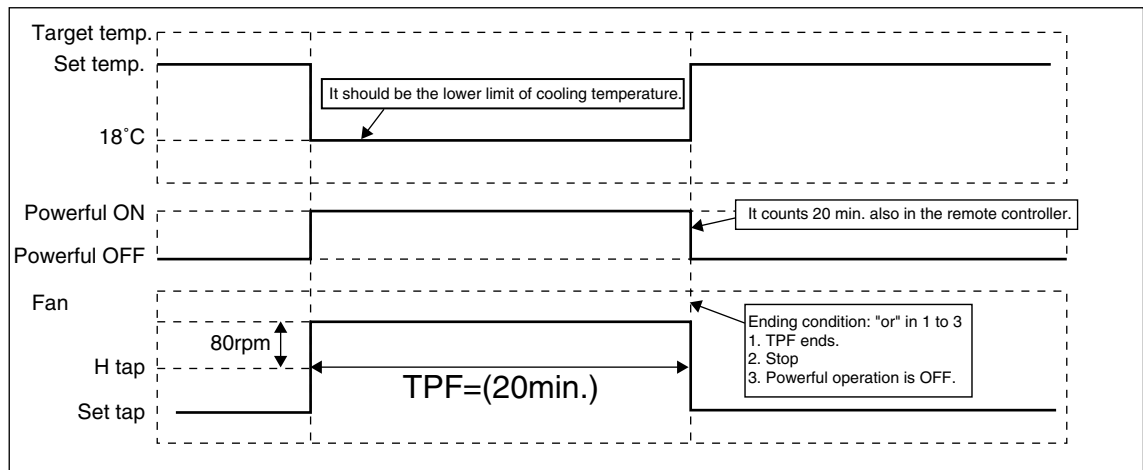 Target temp.
Set temp.
It should be the lower limit of cooling temperature.
18˚C
Powerful ON
It counts 20 min. also in the remote controller.
Powerful OFF
Fan
Ending condition: "or" in 1 to 3
1. TPF ends.
2. Stop
3. Powerful operation is OFF.
80rpm
H tap
TPF=(20min.)
Set tap